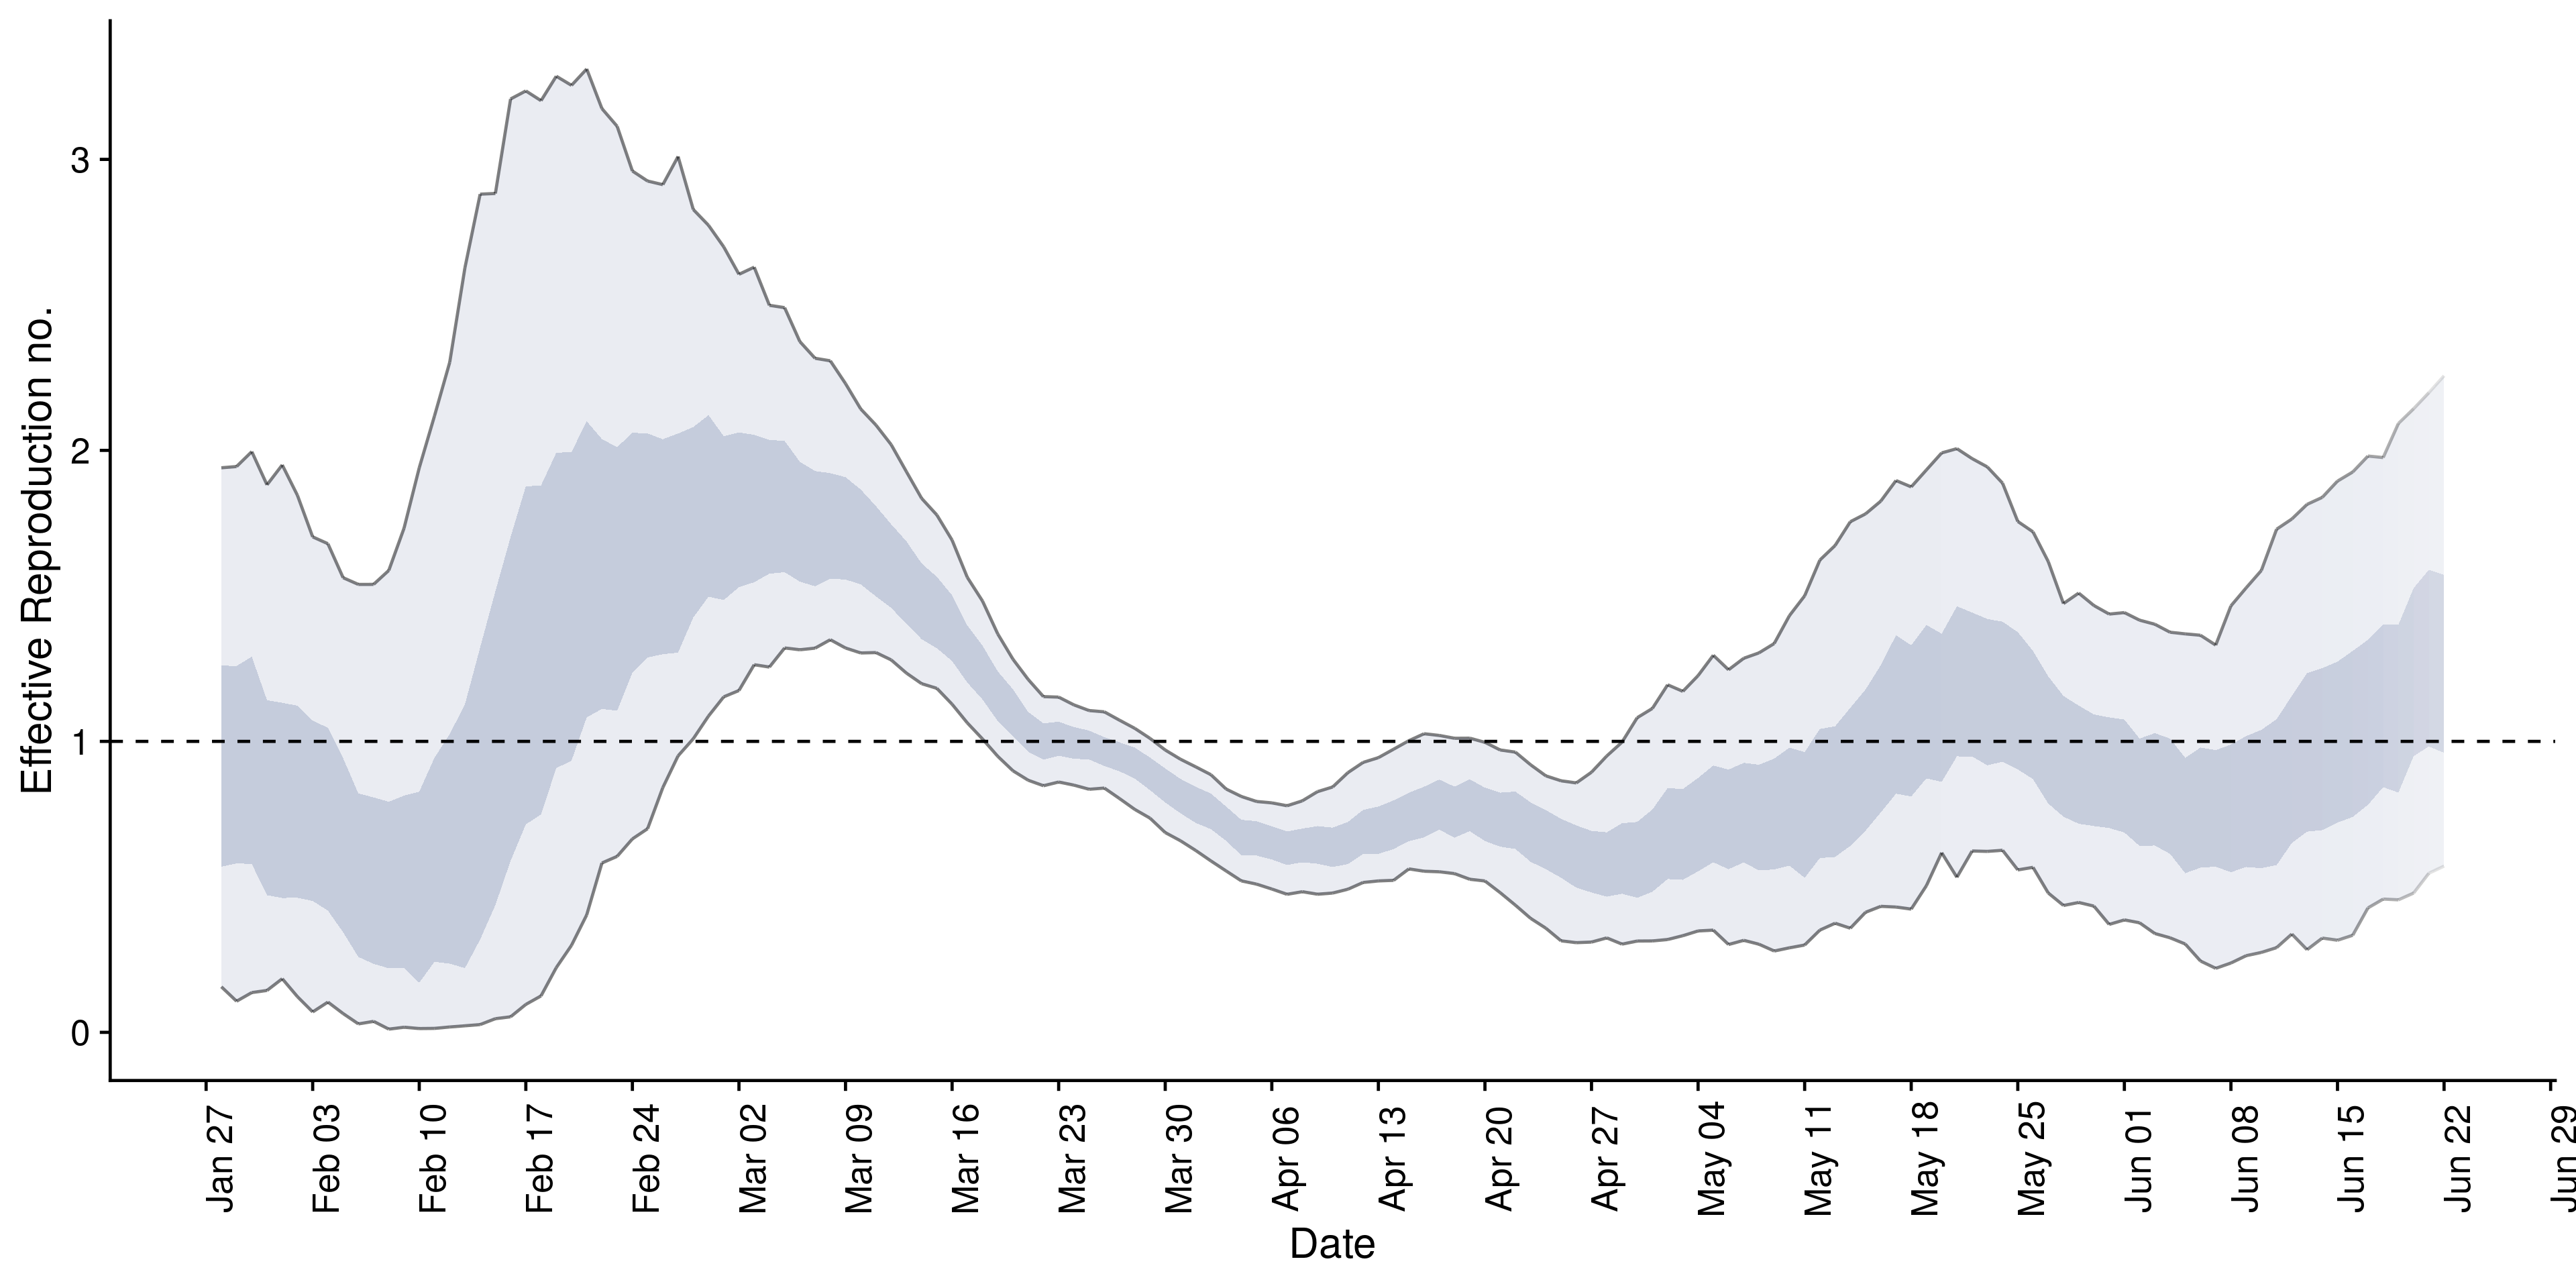 Effective Reproduction no.
3
2
1
0
Jan 27
Feb 03
Feb 10
Feb 17
Feb 24
Mar 02
Mar 09
Mar 16
Mar 23
Mar 30
Apr 06
Apr 13
Apr 20
Apr 27
May 04
May 11
May 18
May 25
Jun 01
Jun 08
Jun 15
Jun 22
Jun 29
Date